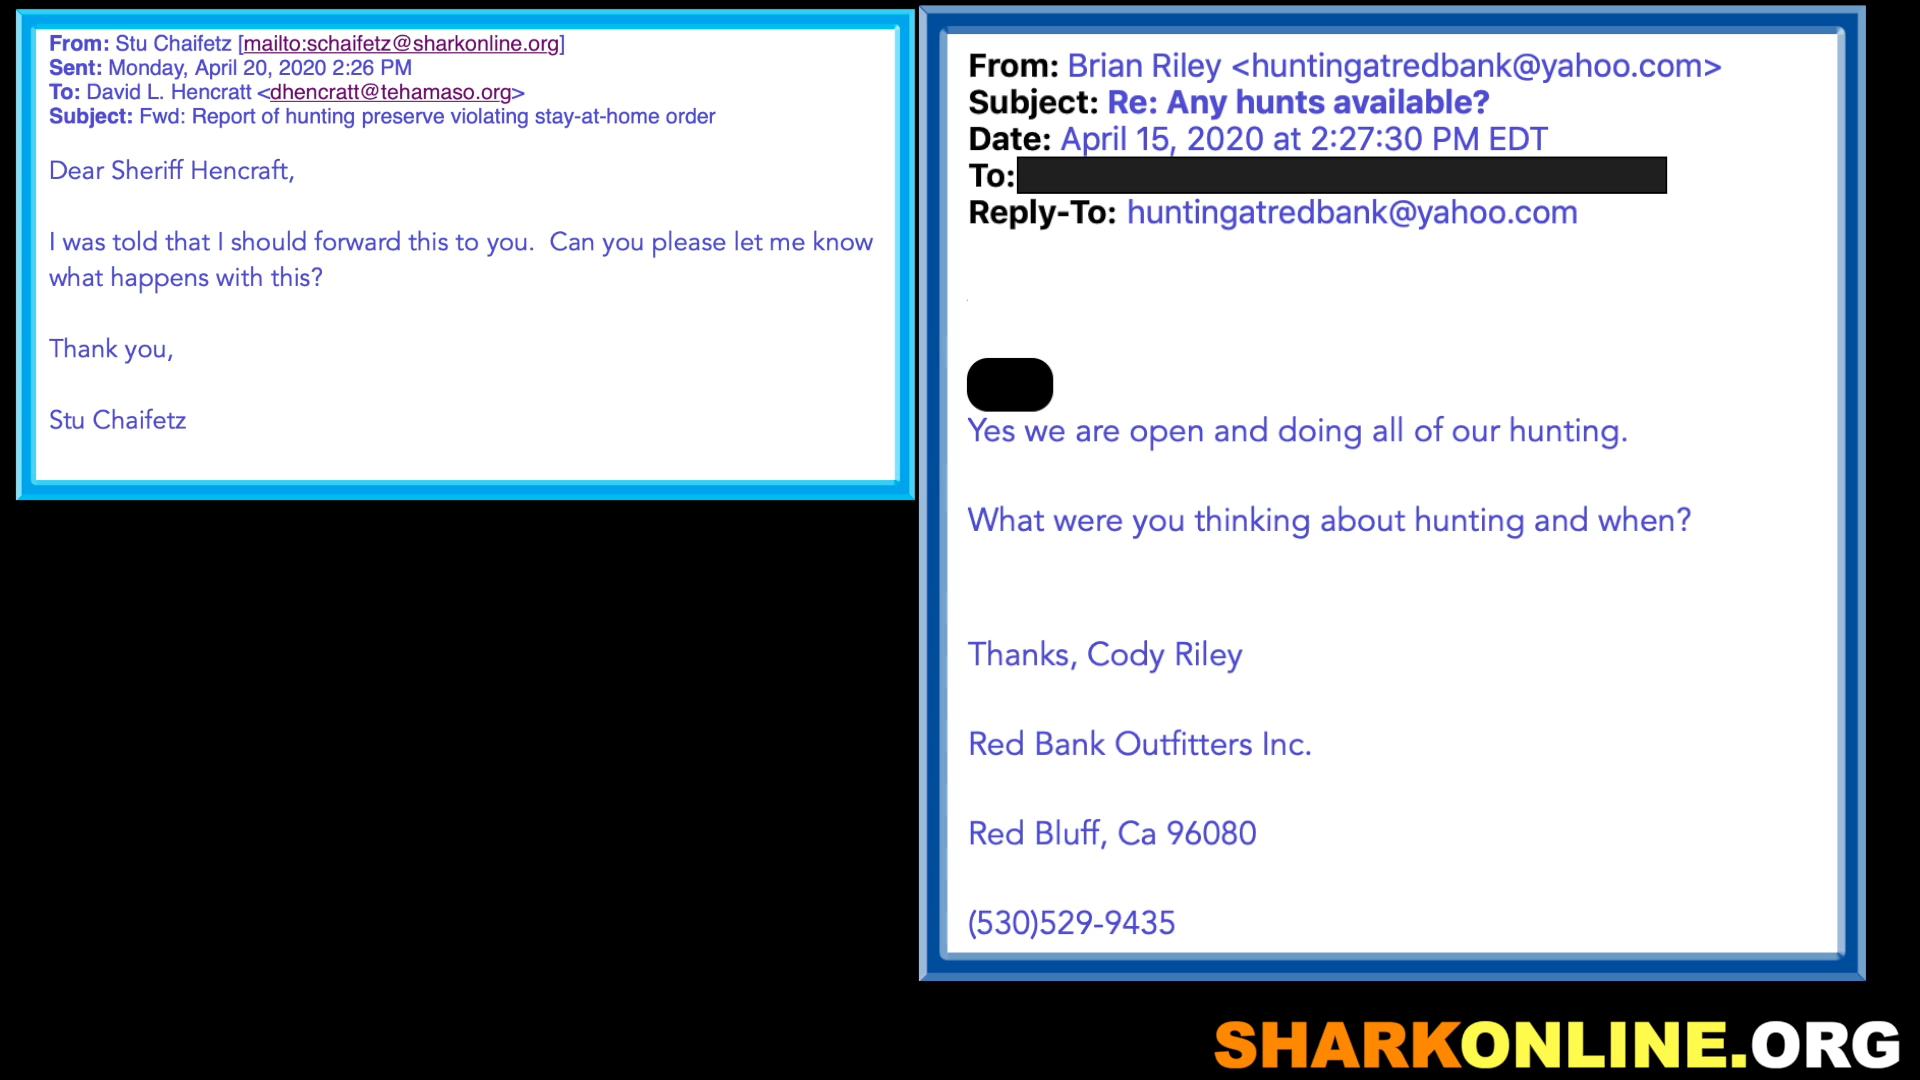 From: Stu Chaifetz [mailto:schaifetz@sharkonline.org]
Sent: Monday, April 20, 2020 2:26 PM
To: David L. Hencratt <dhencratt@tehamaso.org>
Subject: Fwd: Report of hunting preserve violating stay-at-home order
Dear Sheriff Hencraft,
I was told that I should forward this to you.  Can you please let me know
what happens with this?
Thank you,
Stu Chaifetz
From: Brian Riley <huntingatredbank@yahoo.com>
Subject: Re: Any hunts available?
Date: April 15, 2020 at 2:27:30 PM EDT
To:
Reply-To: huntingatredbank@yahoo.com
Yes we are open and doing all of our hunting.
What were you thinking about hunting and when?
Thanks, Cody Riley
Red Bank Outfitters Inc.
Red Bluff, Ca 96080
(530)529-9435
SHARKONLINE.ORG